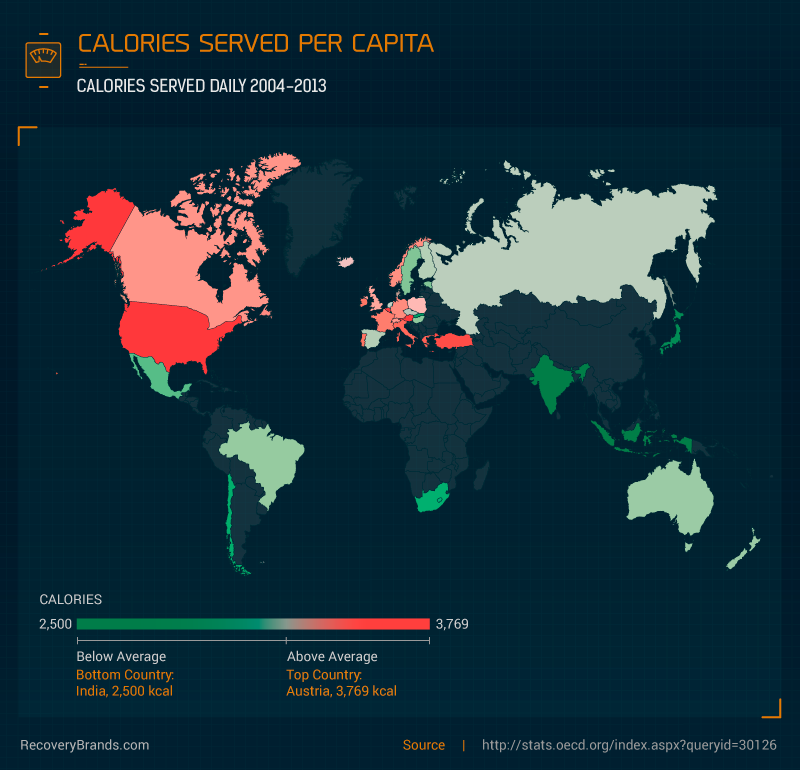 CALORIES SERVED PER CAPITA
CALORIES SERVED DAILY 2004-2013
CALORIES
2,500 3,769
Below Average Above Average
Bottom Country: Top Country:
India, 2,500 kcal Austria, 3,769 kcal
RecoveryBrands.com Source | http://stats.oecd.org/index.aspx?queryid=30126